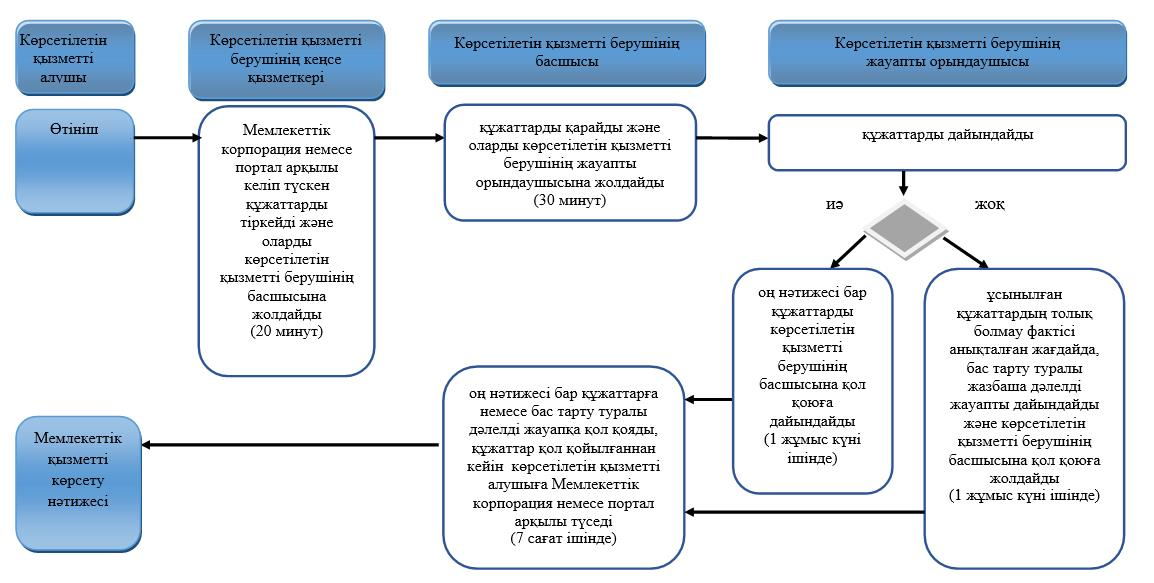 Көрсетілетін
қызметті
алушы
Көрсетілетін қызметті
берушінің кеңсе
қызметкері
Көрсетілетін қызметті берушінің
басшысы
Көрсетілетін қызметті берушінің
жауапты орындаушысы
Өтініш
Мемлекеттік
корпорация немесе
портал арқылы
келіп түскен
құжаттарды
тіркейді және
оларды
көрсетілетін
қызметті берушінің
басшысына
жолдайды
(20 минут)
құжаттарды қарайды және
оларды көрсетілетін қызметті
берушінің жауапты
орындаушысына жолдайды
(30 минут)
құжаттарды дайындайды
иә
жоқ
оң нәтижесі бар
құжаттарды
көрсетілетін
қызметті
берушінің
басшысына қол
қоюға
дайындайды
(1 жұмыс күні
ішінде)
ұсынылған
құжаттардың толық
болмау фактісі
анықталған жағдайда,
бас тарту туралы
жазбаша дәлелді
жауапты дайындайды
және көрсетілетін
қызметті берушінің
басшысына қол қоюға
жолдайды
(1 жұмыс күні ішінде)
оң нәтижесі бар құжаттарға
немесе бас тарту туралы
дәлелді жауапқа қол қояды,
құжаттар қол қойылғаннан
кейін көрсетілетін қызметті
алушыға Мемлекеттік
корпорация немесе портал
арқылы түседі
(7 сағат ішінде)
Мемлекеттік
қызметті
көрсету
нәтижесі